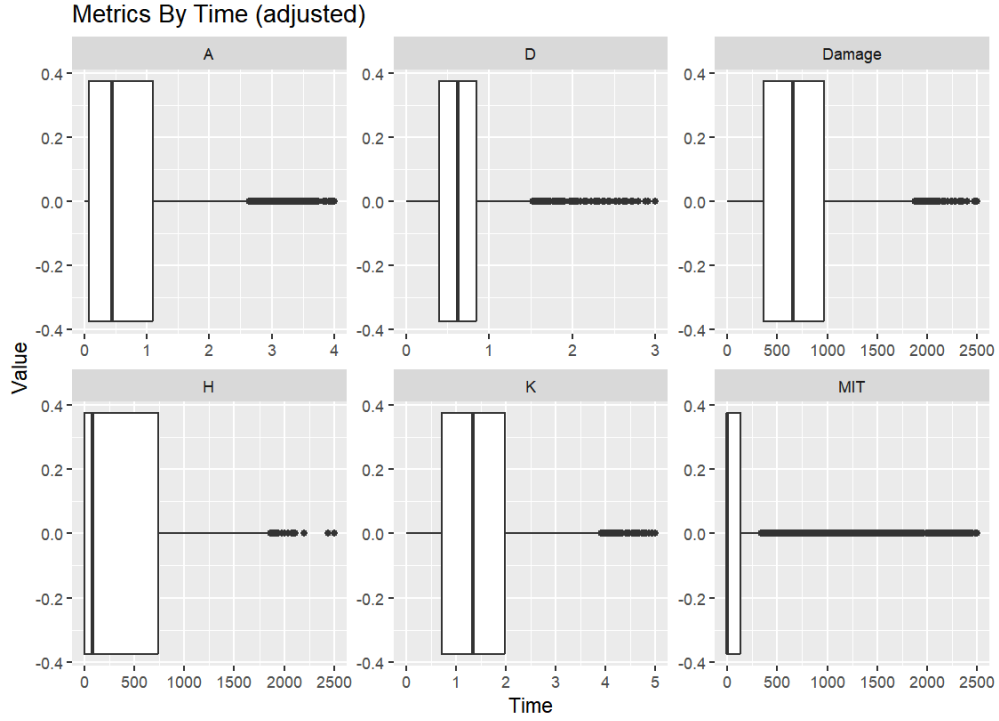 Metrics By Time (adjusted)
A D Damage
0.4 0.4 0.4
0.2 0.2 0.2
0.0 0.0 0.0
-0.2 -0.2 -0.2
-0.4 -0.4 -0.4
0 1 2 3 4 0 1 2 3 0 500 1000 1500 2000 2500
Value
H K MIT
0.4 0.4 0.4
0.2 0.2 0.2
0.0 0.0 0.0
-0.2 -0.2 -0.2
-0.4 -0.4 -0.4
0 500 1000 1500 2000 2500 0 1 2 3 4 5 0 500 1000 1500 2000 2500
Time